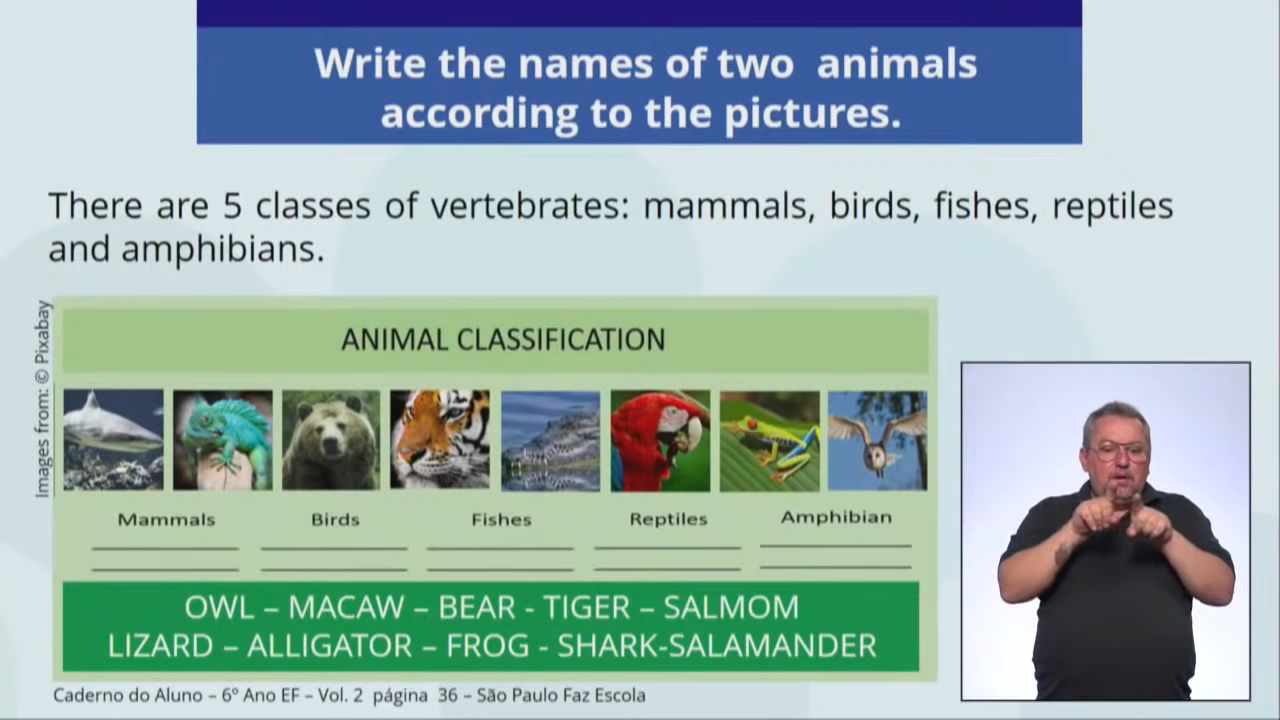 Write the names of two animals
according to the pictures.
There are 5 classes of vertebrates: mammals, birds, fishes, reptiles
and amphibians.
Images from: © Pixabay
ANIMAL CLASSIFICATION
Mammals Birds Fishes Reptiles Amphibian
OWL – MACAW – BEAR - TIGER – SALMOM
LIZARD – ALLIGATOR – FROG - SHARK-SALAMANDER
Caderno do Aluno – 6º Ano EF – Vol. 2 página 36 – São Paulo Faz Escola